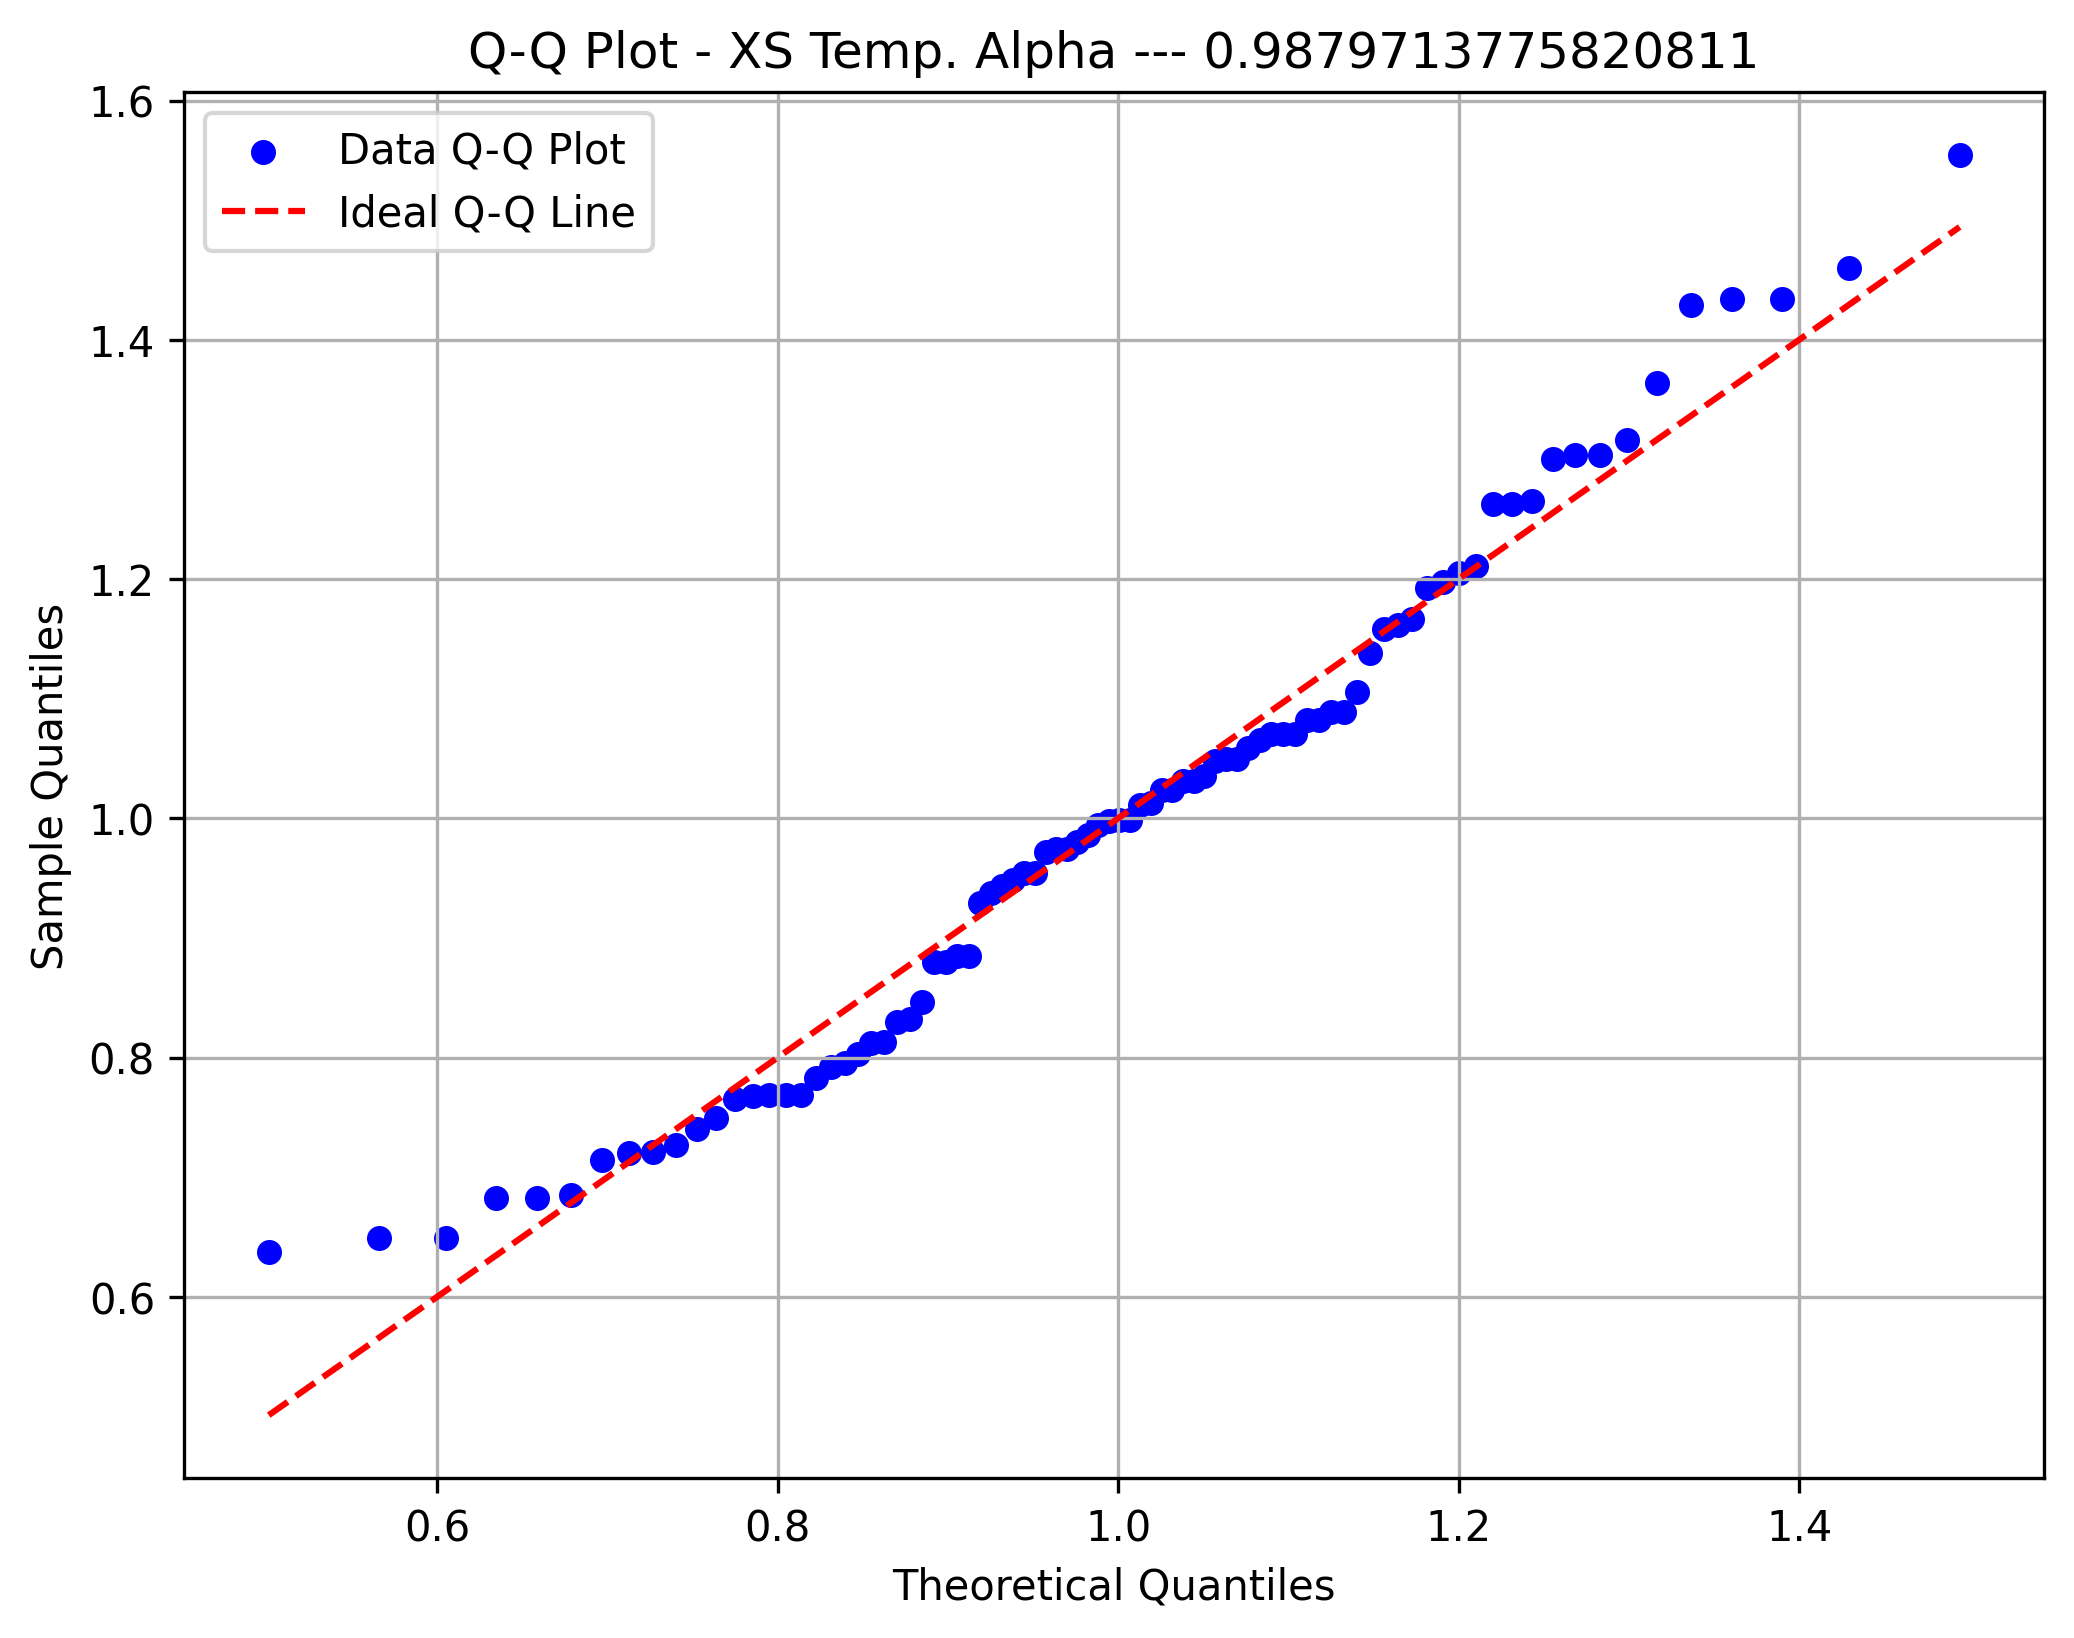 Q-Q Plot - XS Temp. Alpha --- 0.9879713775820811
Data Q-Q Plot
Ideal Q-Q Line
1.6
1.4
1.2
1.0
0.8
0.6
Sample Quantiles
0.6 0.8 1.0 1.2 1.4
Theoretical Quantiles